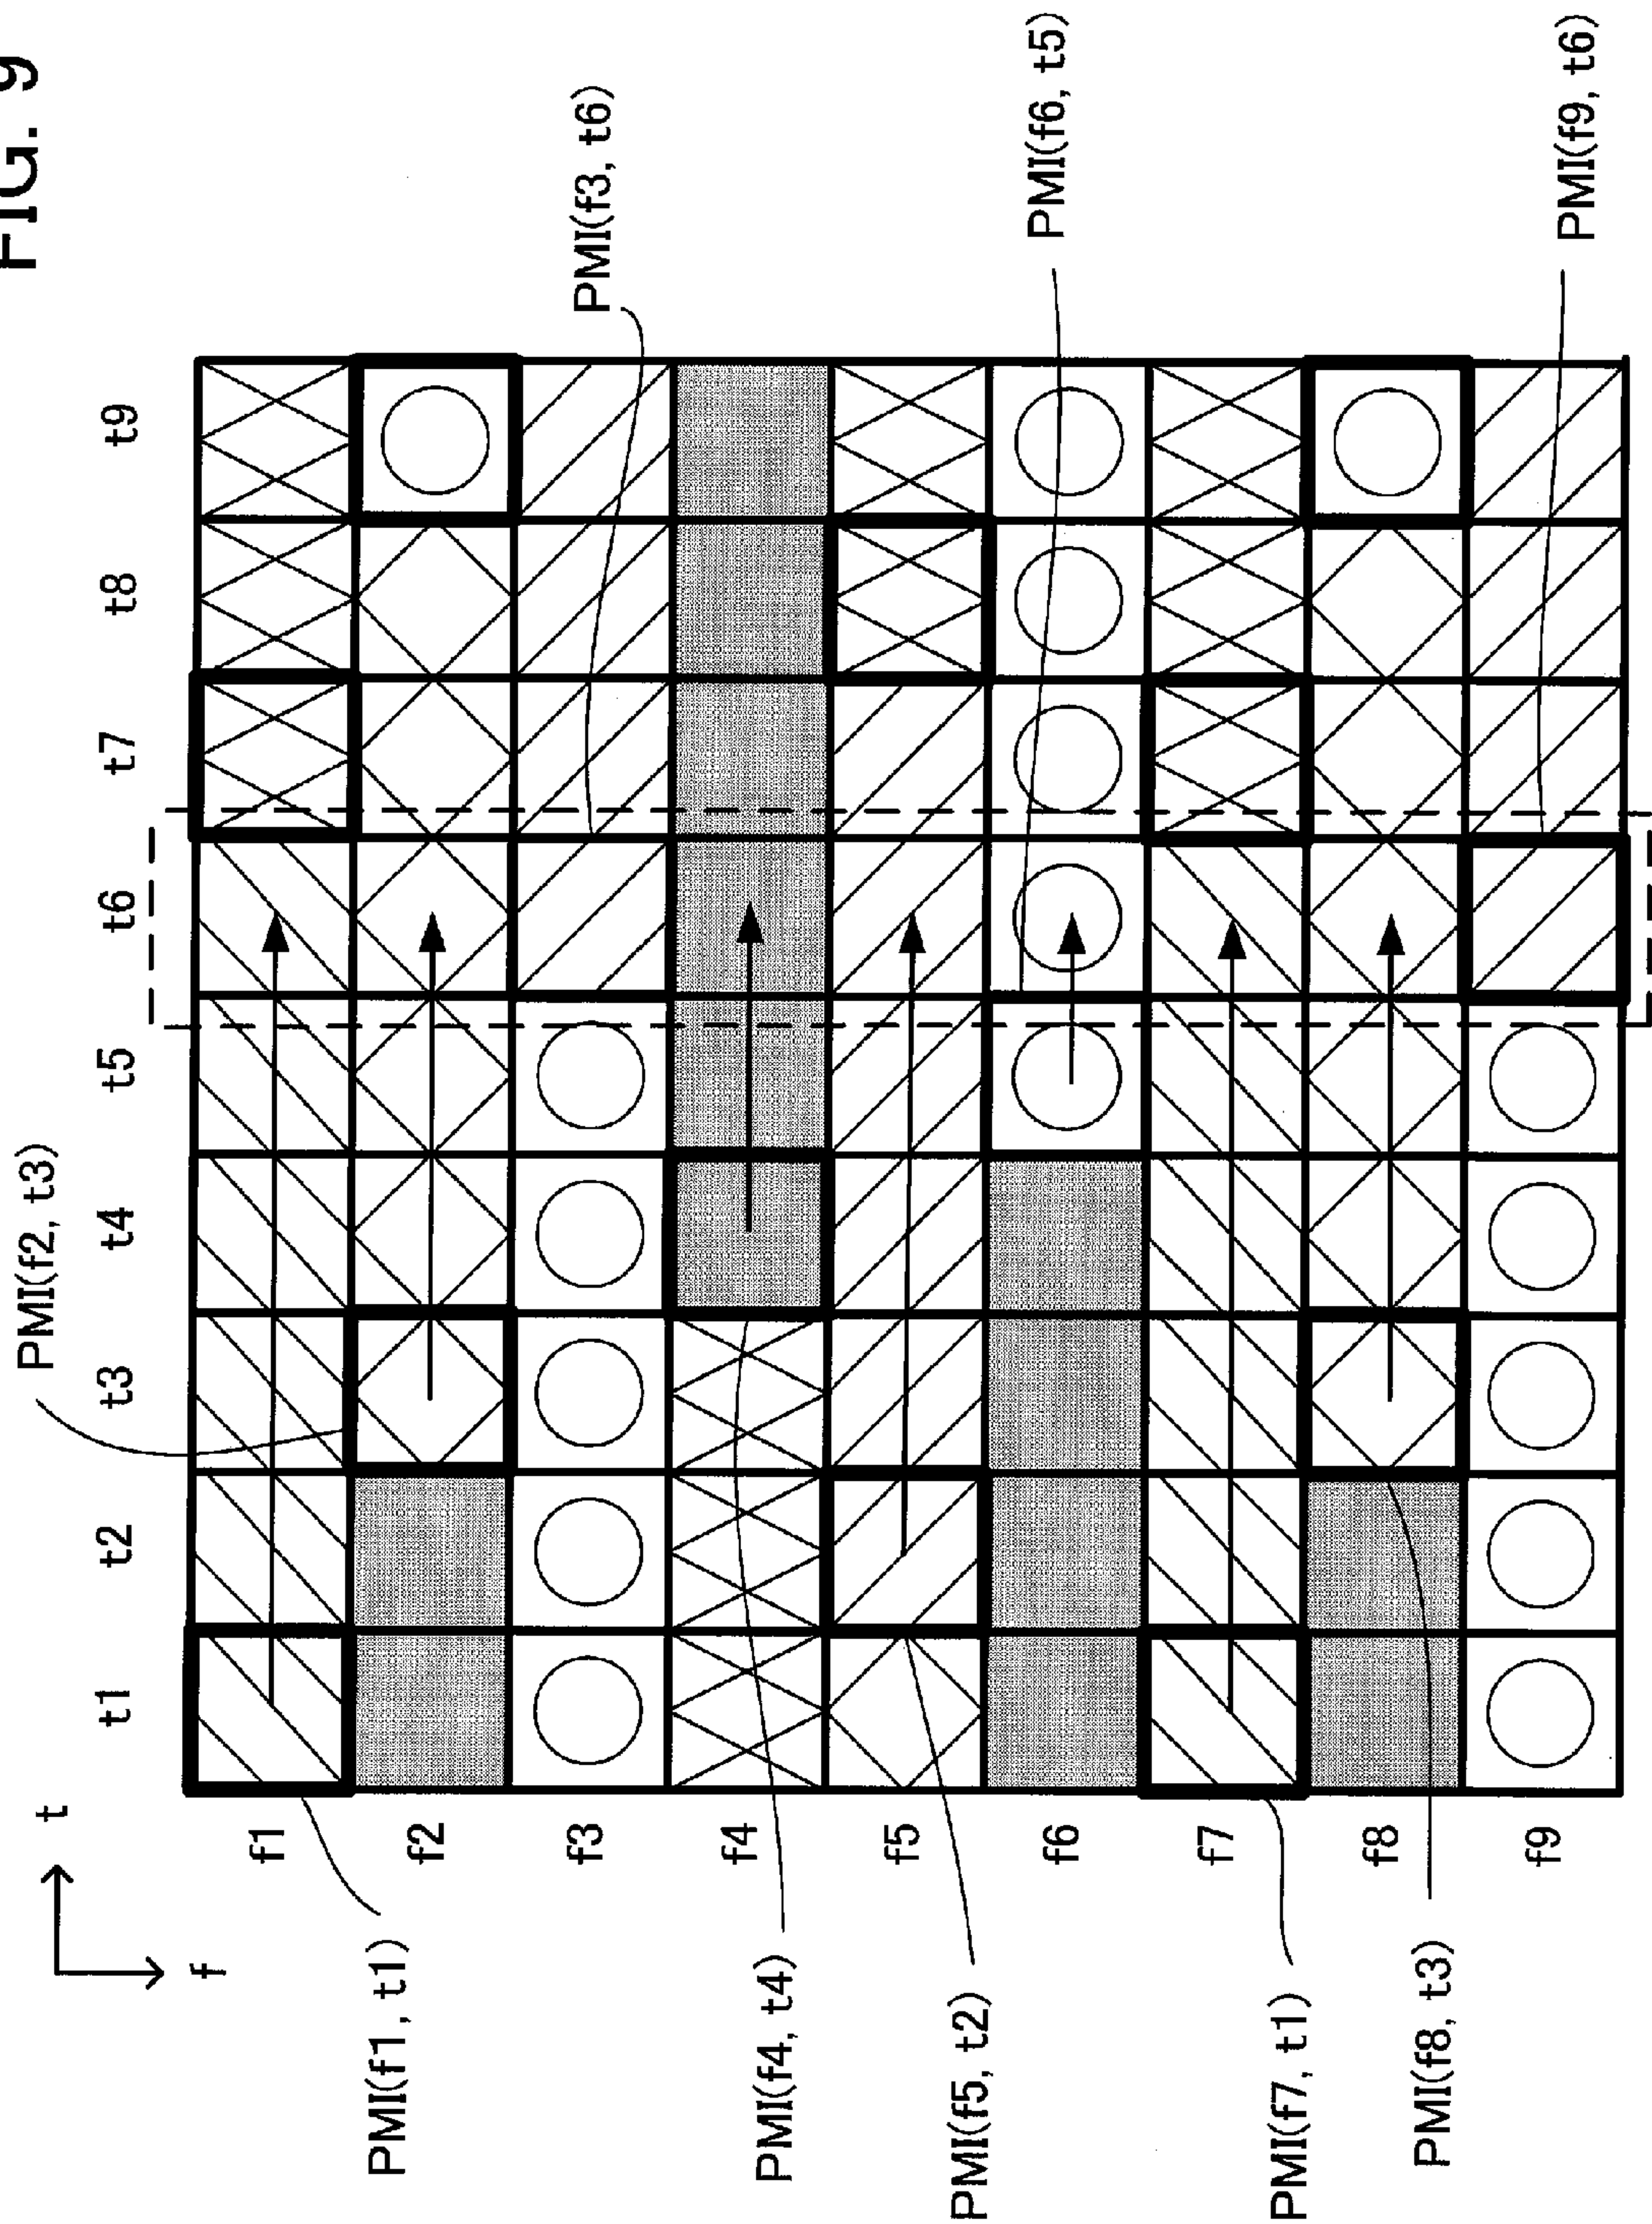 FIG. 9
PMI(f2, t3)
t
f
t1 t2 t3 t4 t5 t6 t7 t8 t9
f1
f2
f3
f4
f5
f6
f7
f8
f9
PMI(f1, t1)
PMI(f4, t4)
PMI(f5, t2)
PMI(f7, t1)
PMI(f8, t3)
PMI(f3, t6)
PMI(f6, t5)
PMI(f9, t6)